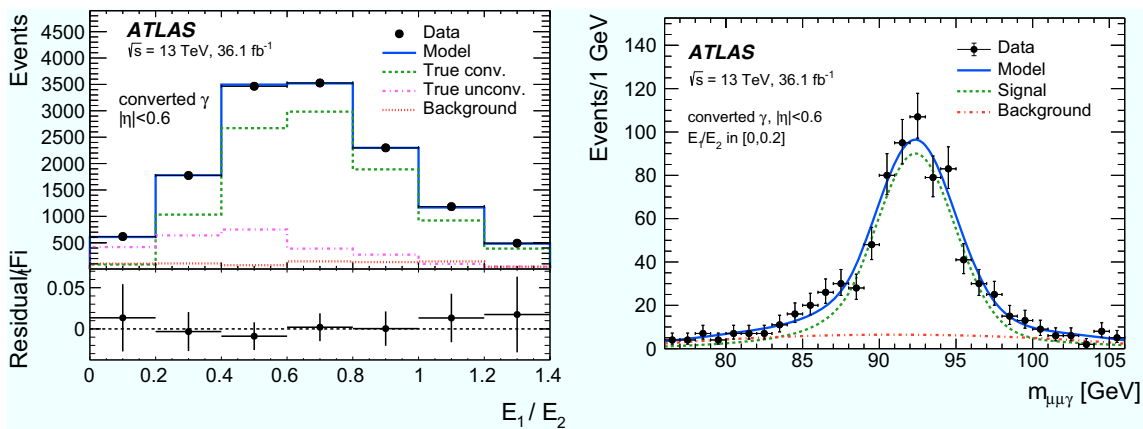 ATLAS
√s = 13 TeV, 36.1 fb⁻¹
converted γ
|η|<0.6
Data
Model
True conv.
True unconv.
Background
Events
4500
4000
3500
3000
2500
2000
1500
1000
500
Residual/Fi
0.05
0
0 0.2 0.4 0.6 0.8 1 1.2 1.4
E₁ / E₂
ATLAS
√s = 13 TeV, 36.1 fb⁻¹
converted γ, |η|<0.6
E₁/E₂ in [0,0.2]
Data
Model
Signal
Background
Events/1 GeV
140
120
100
80
60
40
20
0
80 85 90 95 100 105
mμμγ [GeV]